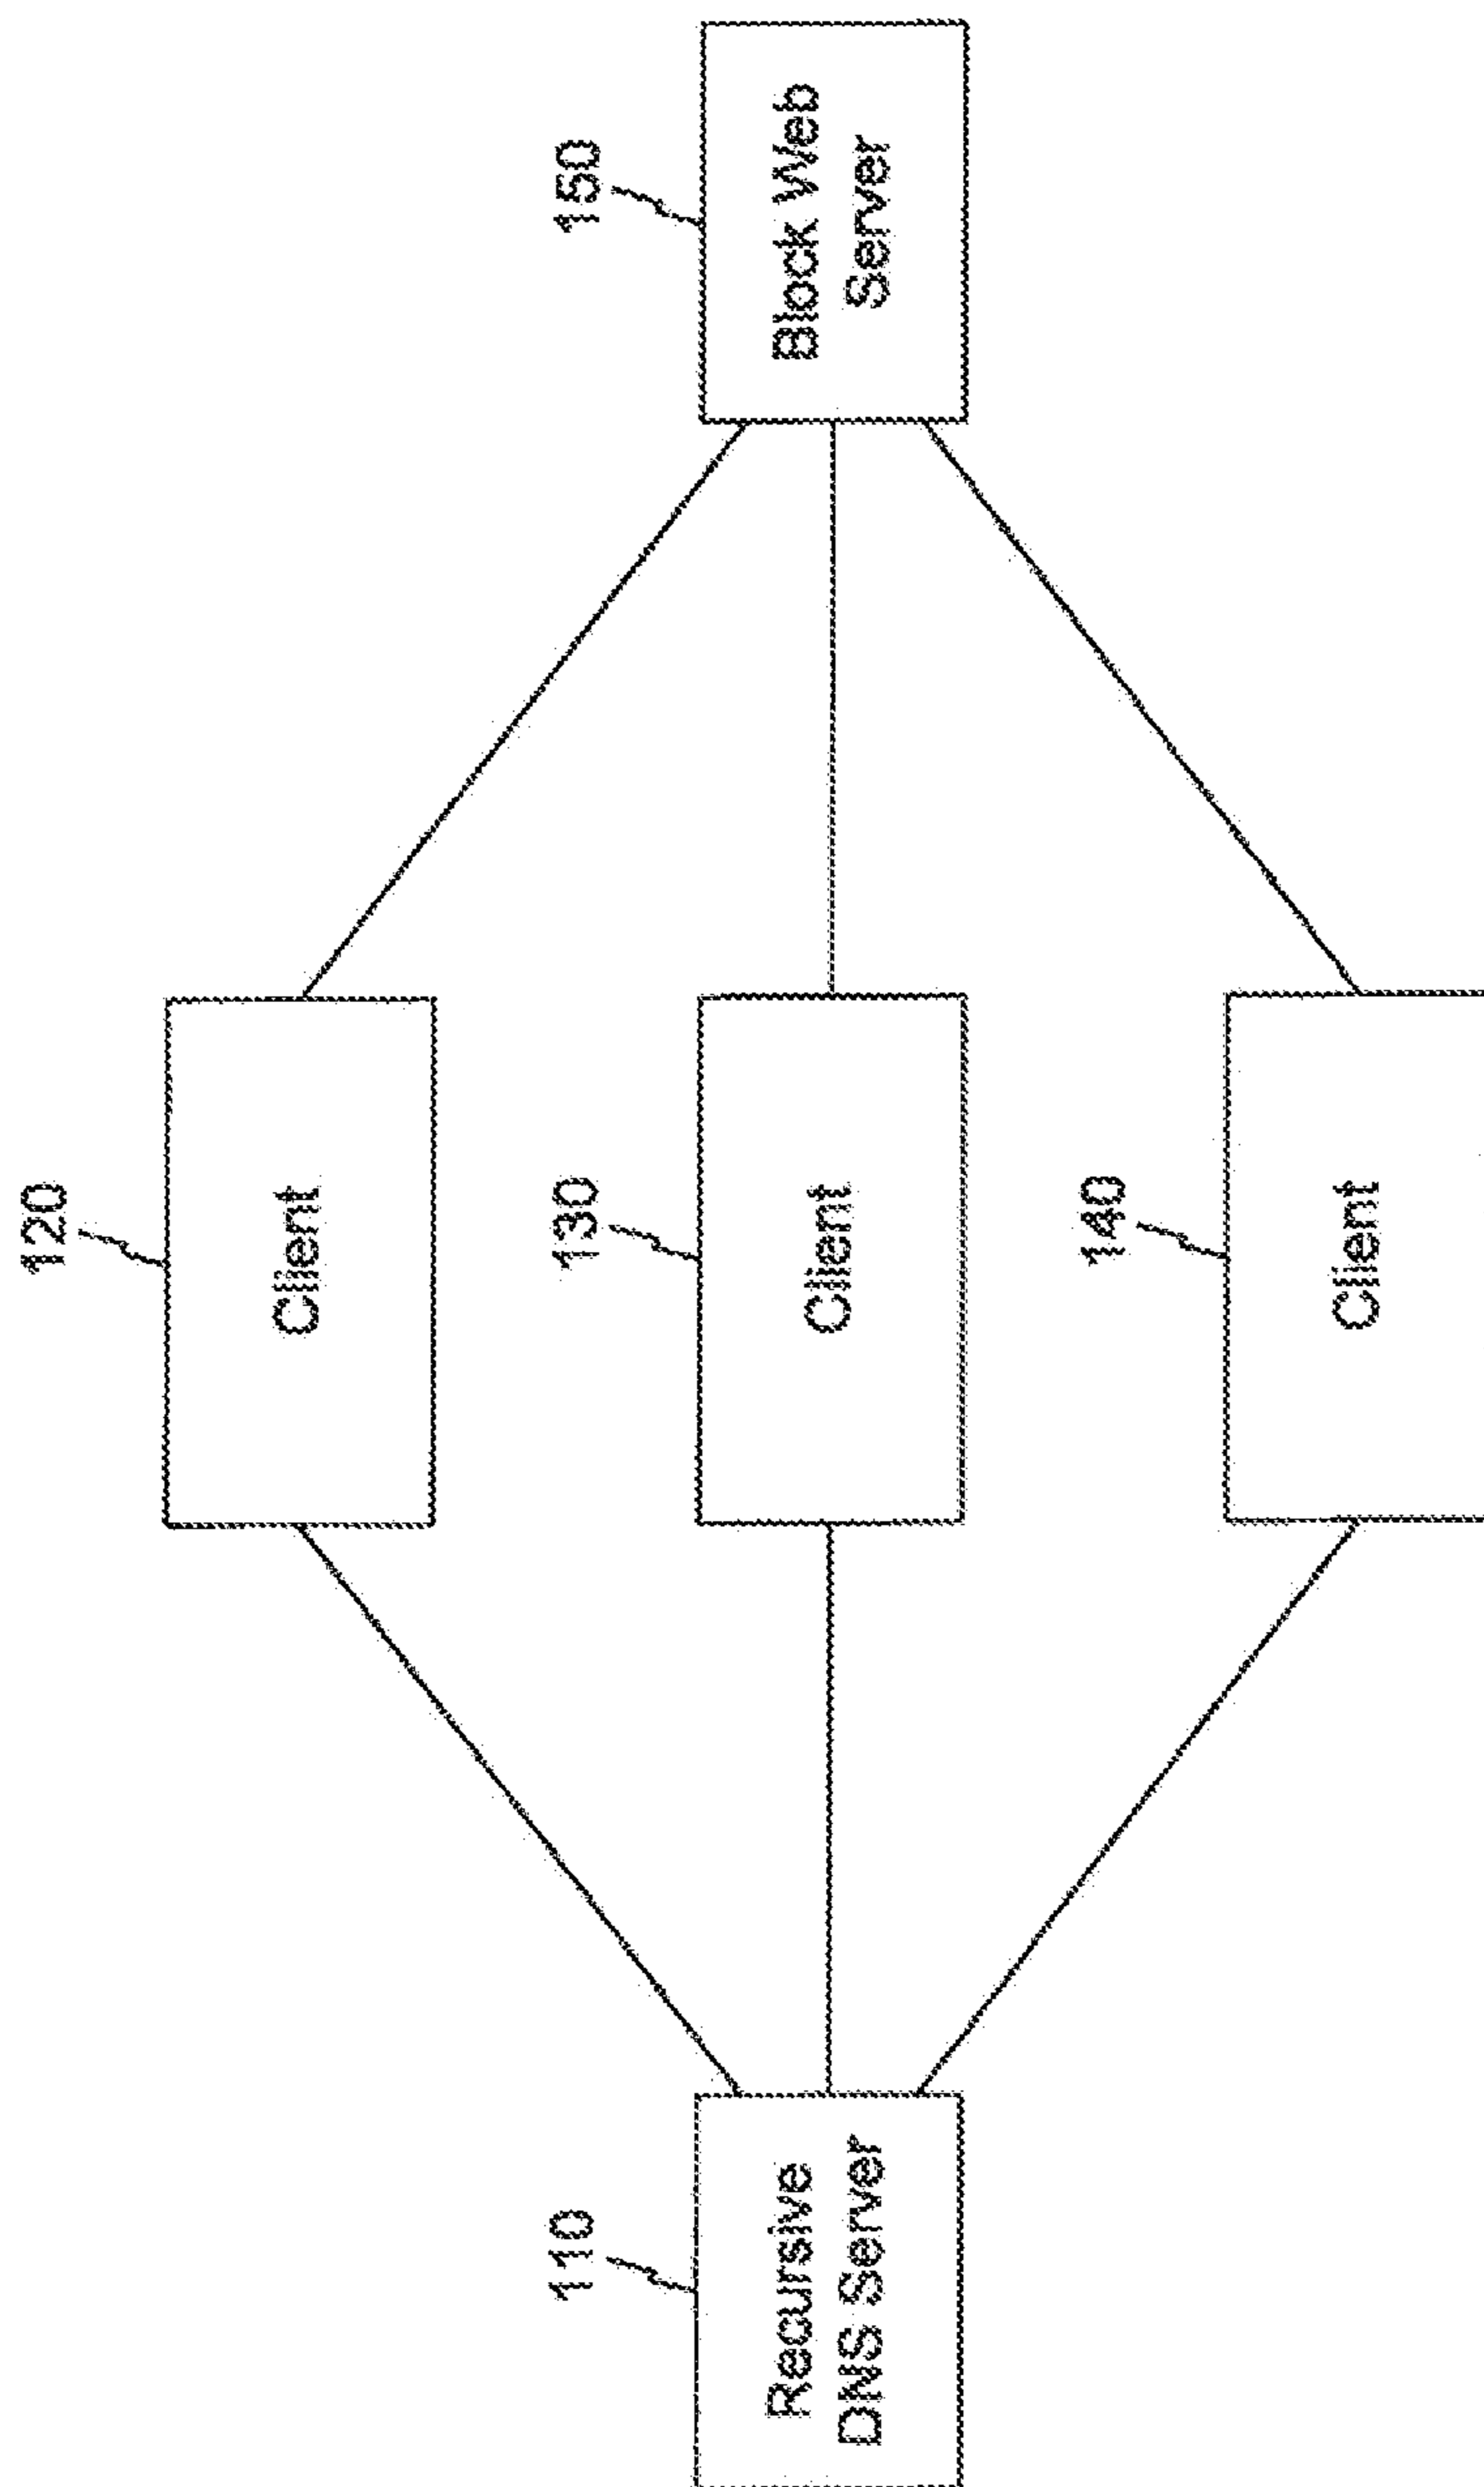 120
Client
110
Recursive
DNS Server
130
Client
150
Block Web
Server
140
Client